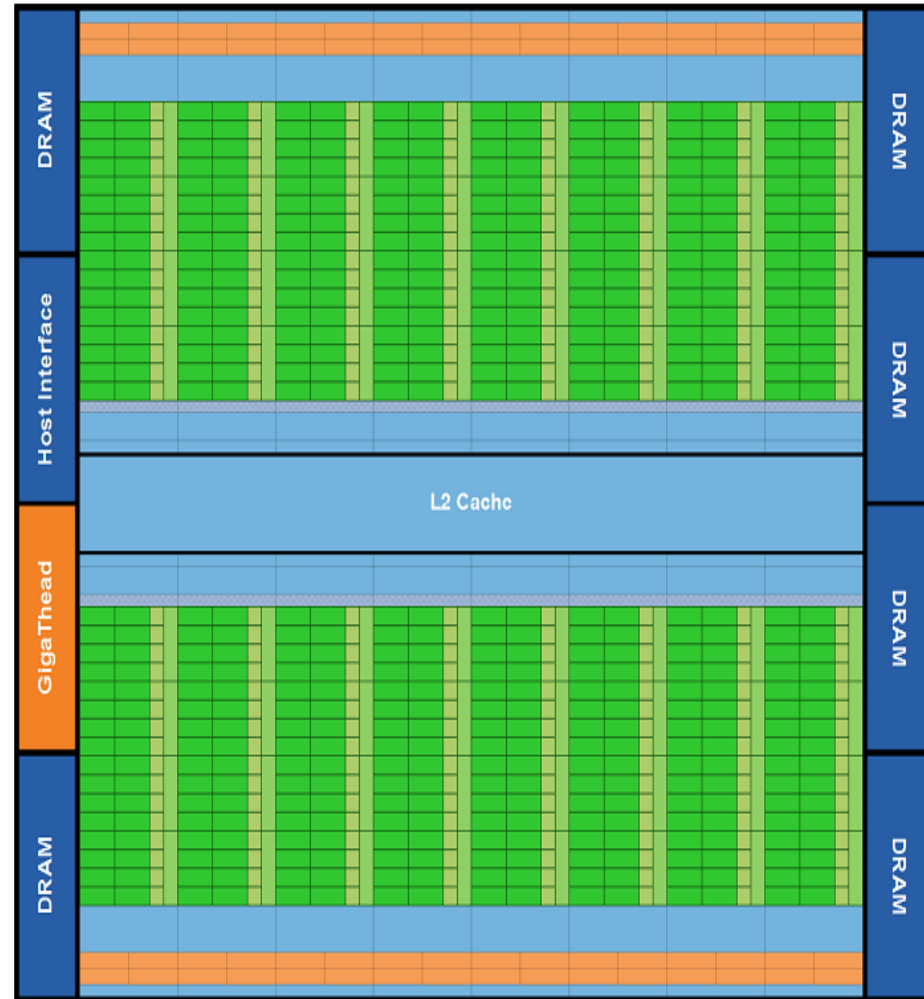 DRAM
Host Interface
GigaThead
DRAM
L2 Cache
DRAM
DRAM
DRAM
DRAM